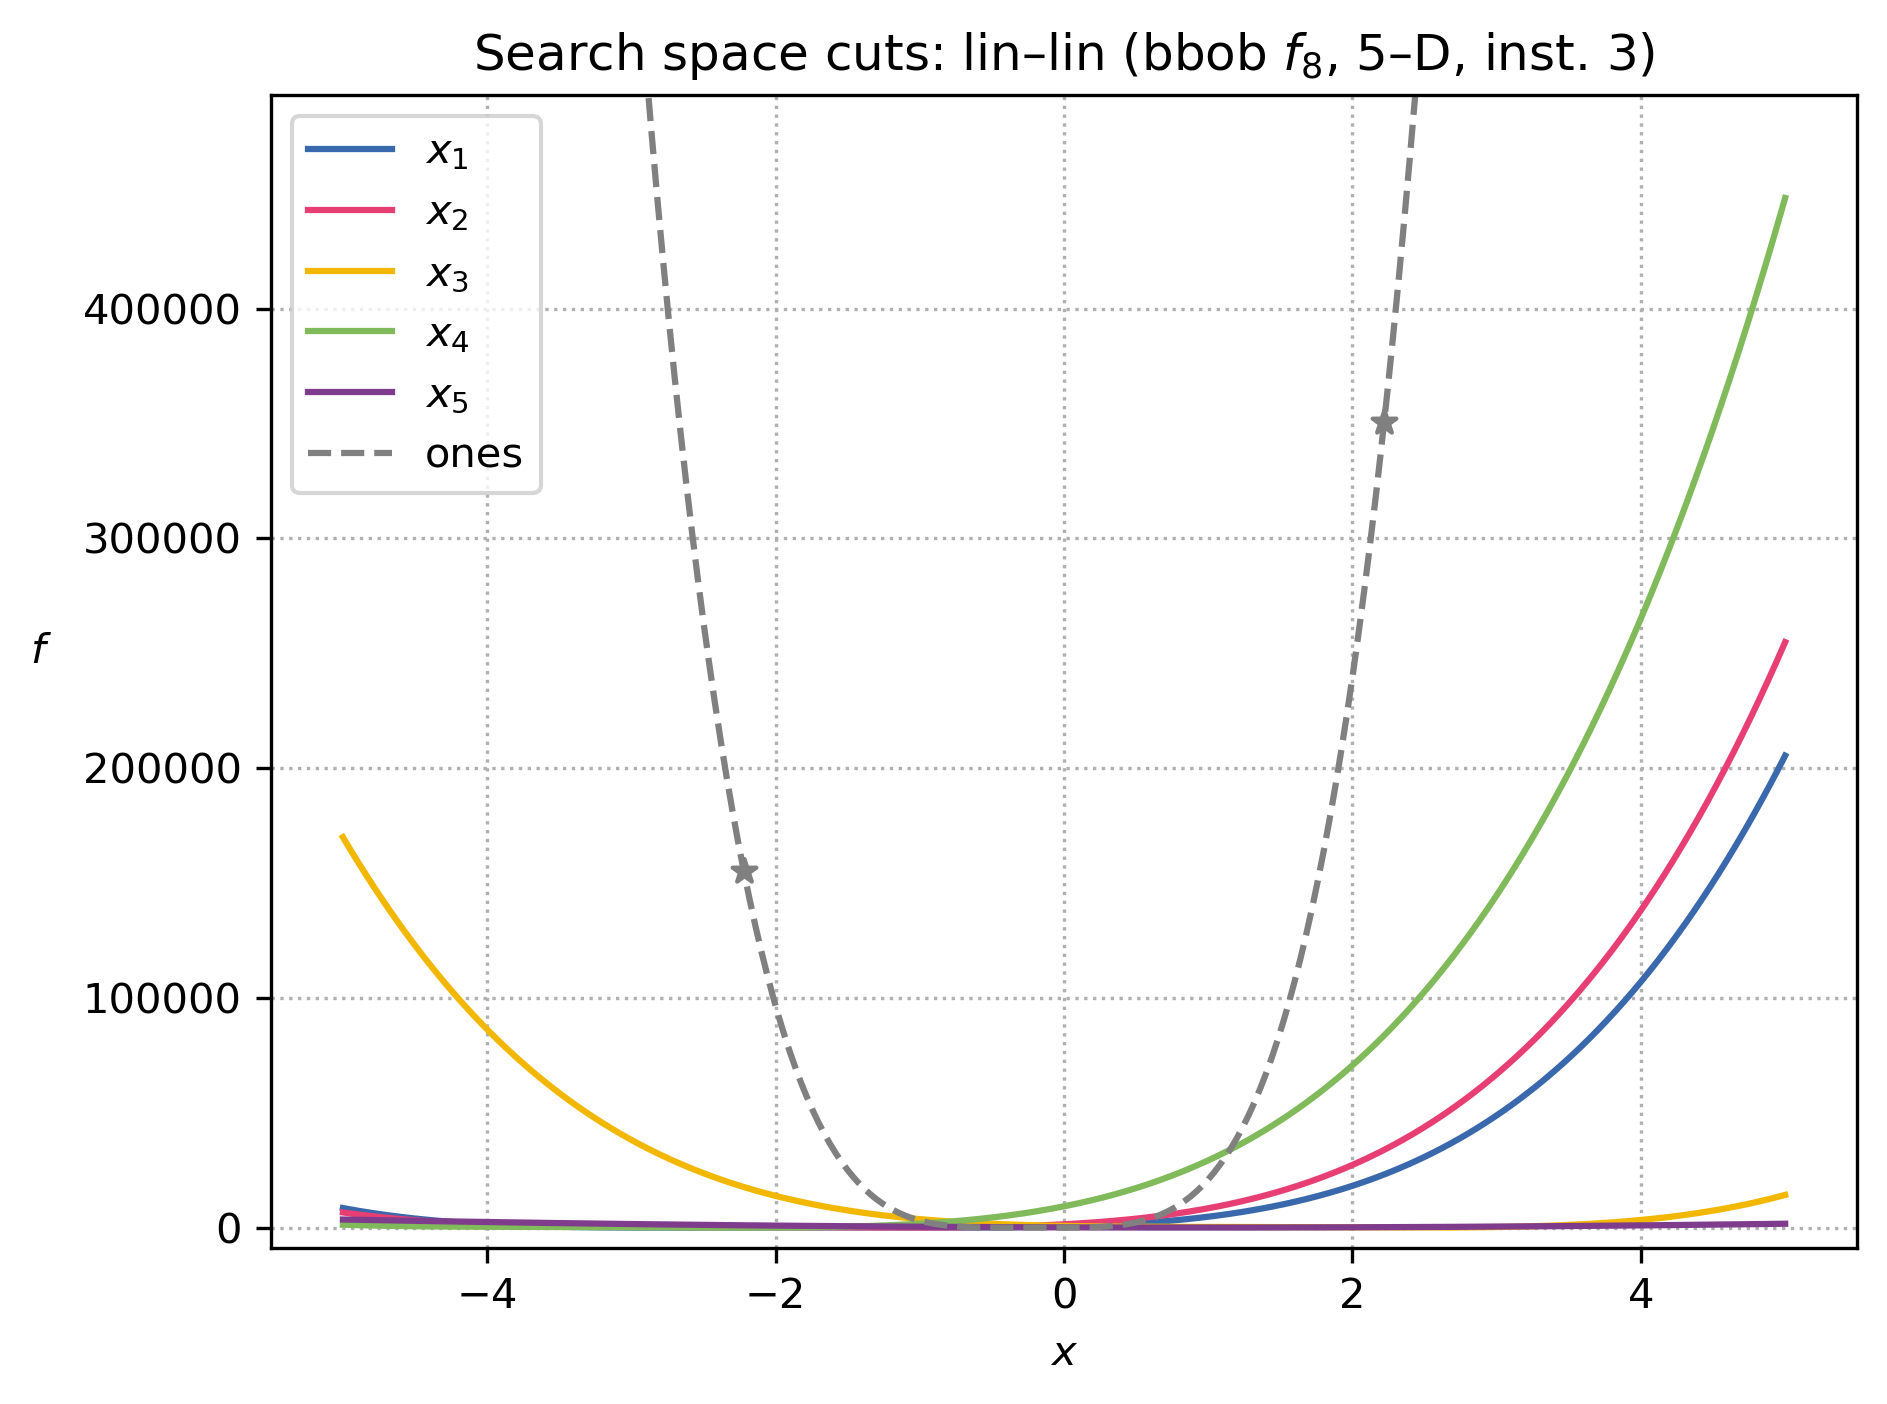 Search space cuts: lin–lin (bbob f₈, 5–D, inst. 3)
x₁
x₂
x₃
x₄
x₅
ones
400000
300000
200000
100000
0
f
−4 −2 0 2 4
x